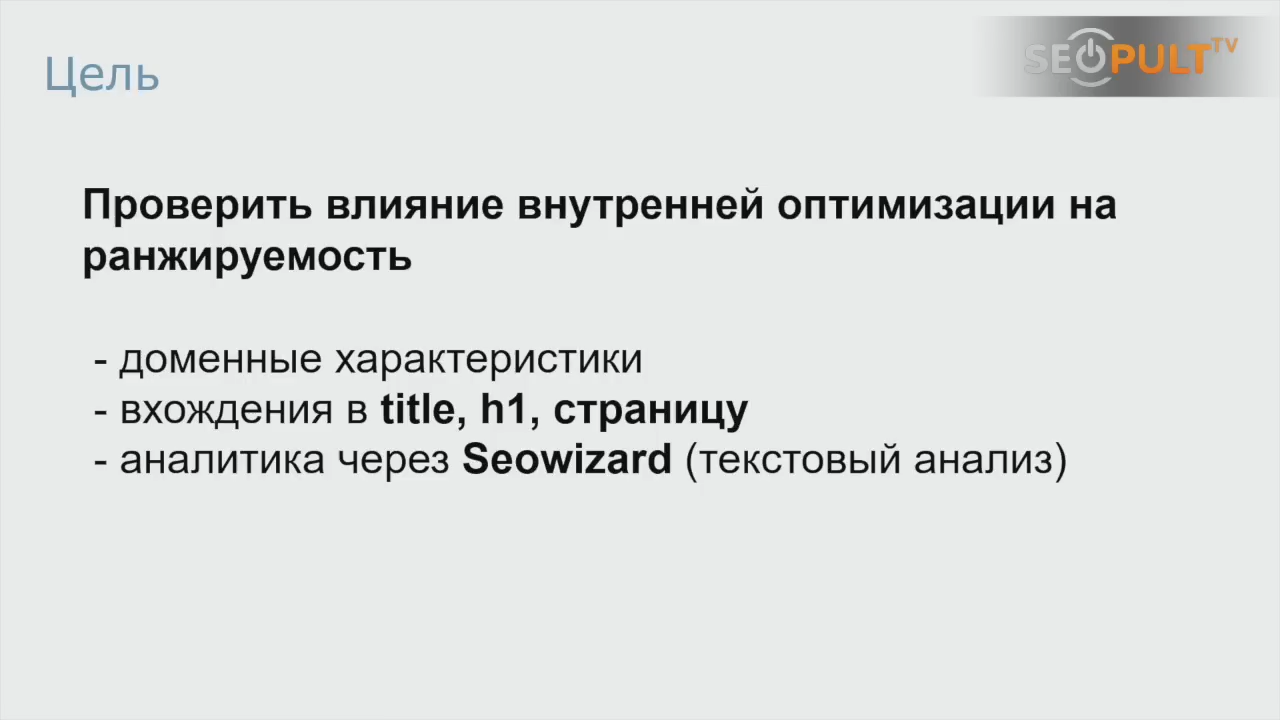 SEOPULT TV
Цель
Проверить влияние внутренней оптимизации на
ранжируемость
- доменные характеристики
- вхождения в title, h1, страницу
- аналитика через Seowizard (текстовый анализ)